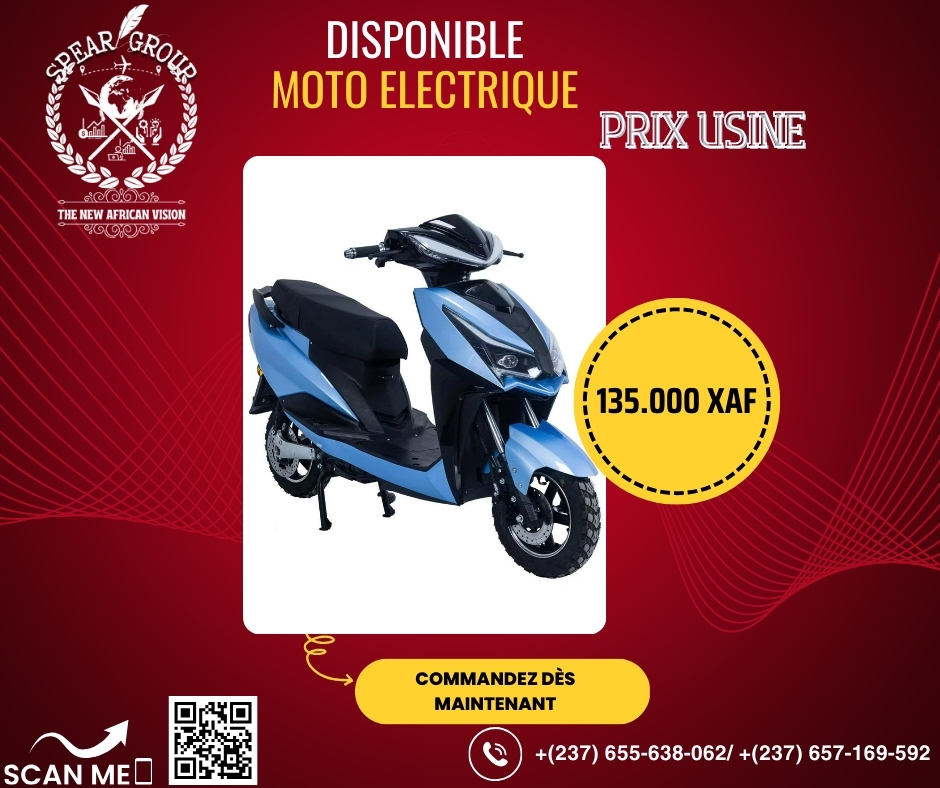 SPEAR GROUP
THE NEW AFRICAN VISION
DISPONIBLE
MOTO ELECTRIQUE
PRIX USINE
135.000 XAF
COMMANDEZ DÈS
MAINTENANT
SCAN ME
+(237) 655-638-062/ +(237) 657-169-592